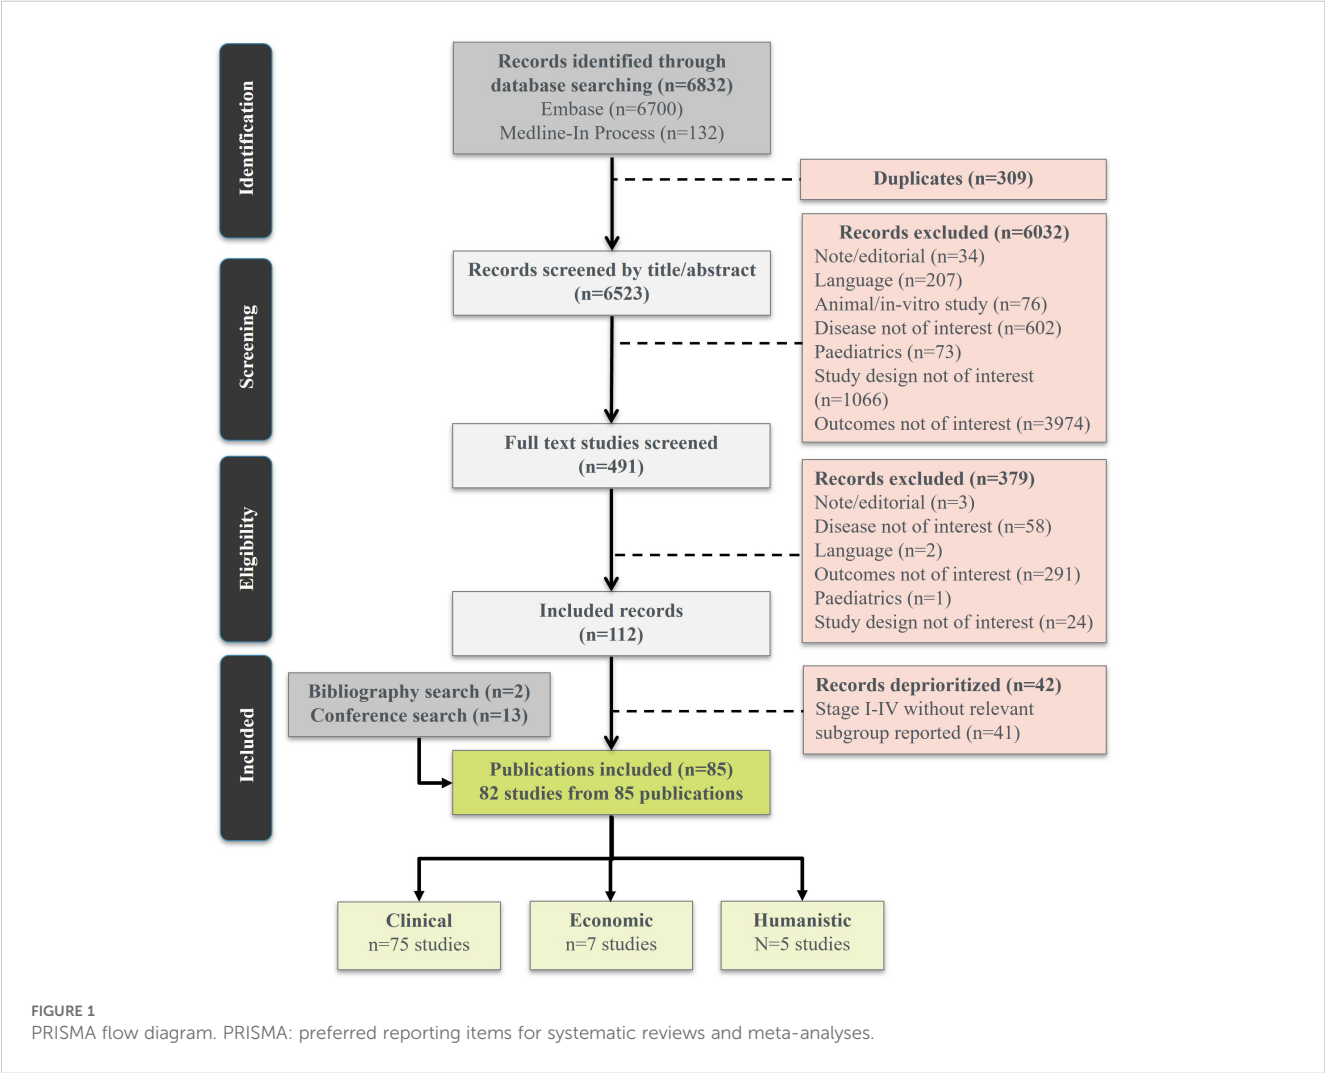 Identification
Records identified through
database searching (n=6832)
Embase (n=6700)
Medline-In Process (n=132)
Duplicates (n=309)
Screening
Records screened by title/abstract
(n=6523)
Records excluded (n=6032)
Note/editorial (n=34)
Language (n=207)
Animal/in-vitro study (n=76)
Disease not of interest (n=602)
Paediatrics (n=73)
Study design not of interest
(n=1066)
Outcomes not of interest (n=3974)
Full text studies screened
(n=491)
Eligibility
Records excluded (n=379)
Note/editorial (n=3)
Disease not of interest (n=58)
Language (n=2)
Outcomes not of interest (n=291)
Paediatrics (n=1)
Study design not of interest (n=24)
Included records
(n=112)
Included
Bibliography search (n=2)
Conference search (n=13)
Records deprioritized (n=42)
Stage I-IV without relevant
subgroup reported (n=41)
Publications included (n=85)
82 studies from 85 publications
Clinical
n=75 studies
Economic
n=7 studies
Humanistic
N=5 studies
FIGURE 1
PRISMA flow diagram. PRISMA: preferred reporting items for systematic reviews and meta-analyses.